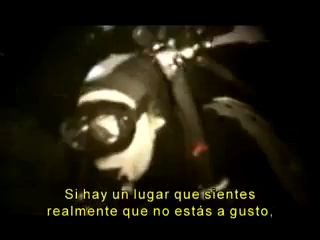 Si hay un lugar que sientes
realmente que no estás a gusto,